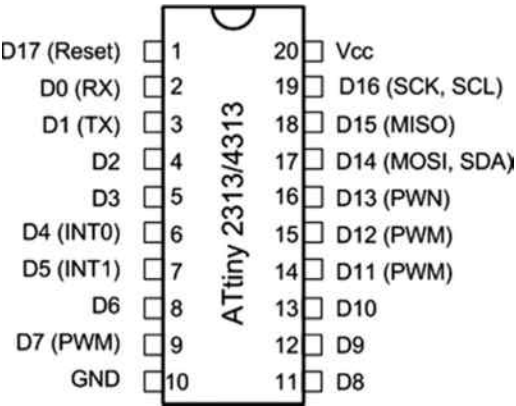 D17 (Reset) 1 20 Vcc
D0 (RX) 2 19 D16 (SCK, SCL)
D1 (TX) 3 18 D15 (MISO)
D2 4 17 D14 (MOSI, SDA)
D3 5 16 D13 (PWN)
D4 (INT0) 6 15 D12 (PWM)
D5 (INT1) 7 14 D11 (PWM)
D6 8 13 D10
D7 (PWM) 9 12 D9
GND 10 11 D8
ATtiny 2313/4313